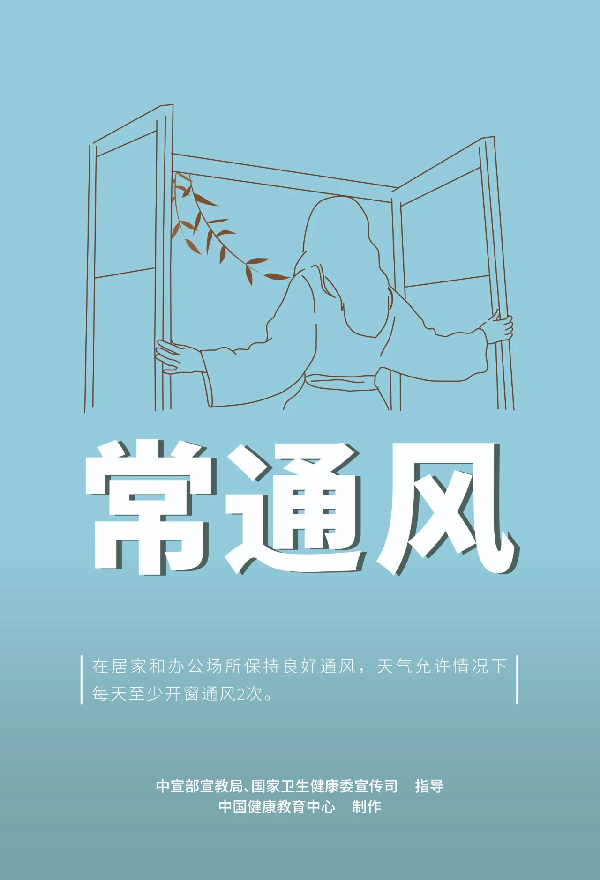 常通风
在居家和办公场所保持良好通风，天气允许情况下
每天至少开窗通风2次。
中宣部宣教局、国家卫生健康委宣传司 指导
中国健康教育中心 制作